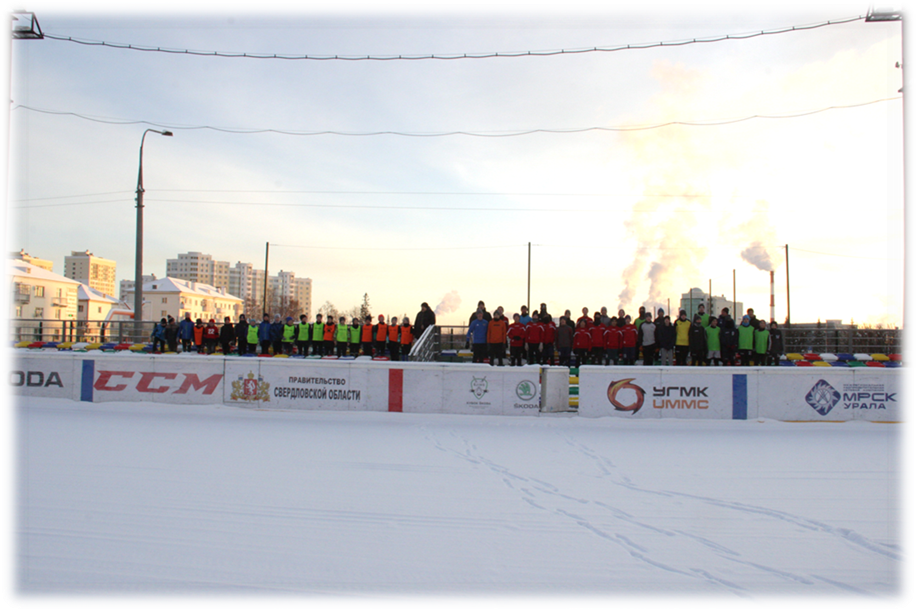 ODA
CCM
ПРАВИТЕЛЬСТВО
СВЕРДЛОВСКОЙ ОБЛАСТИ
ŠKODA
УГМК
UMMC
МРСК
УРАЛА